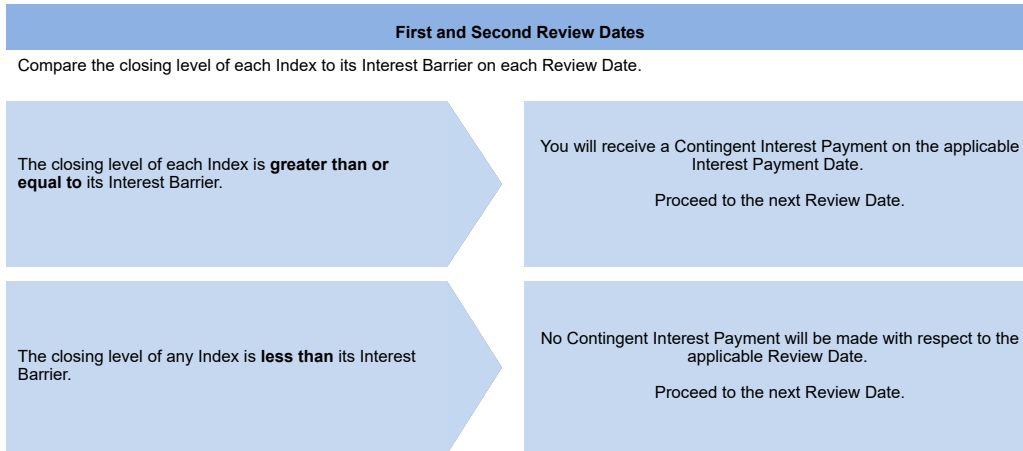 First and Second Review Dates
Compare the closing level of each Index to its Interest Barrier on each Review Date.
The closing level of each Index is greater than or
equal to its Interest Barrier.
You will receive a Contingent Interest Payment on the applicable
Interest Payment Date.
Proceed to the next Review Date.
The closing level of any Index is less than its Interest
Barrier.
No Contingent Interest Payment will be made with respect to the
applicable Review Date.
Proceed to the next Review Date.